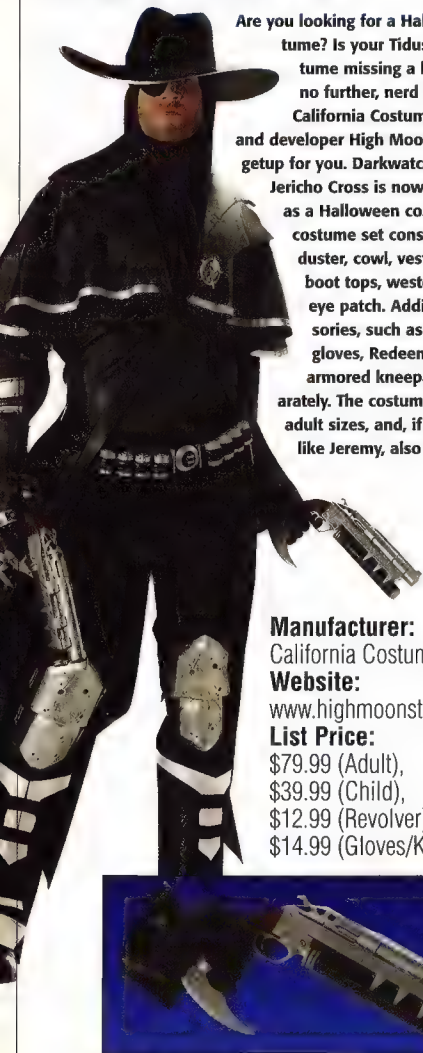 Are you looking for a Hal
tume? Is your Tidus
tume missing a
no further, nerd
California Costum
and developer High Moo
getup for you. Darkwatch
Jericho Cross is now
as a Halloween co
costume set cons
duster, cowl, vest
boot tops, weste
eye patch. Addi
sories, such as
gloves, Redeem
armored kneep
arately. The costum
adult sizes, and, if
like Jeremy, also
Manufacturer:
California Costum
Website:
www.highmoonst
List Price:
$79.99 (Adult),
$39.99 (Child),
$12.99 (Revolver)
$14.99 (Gloves/K